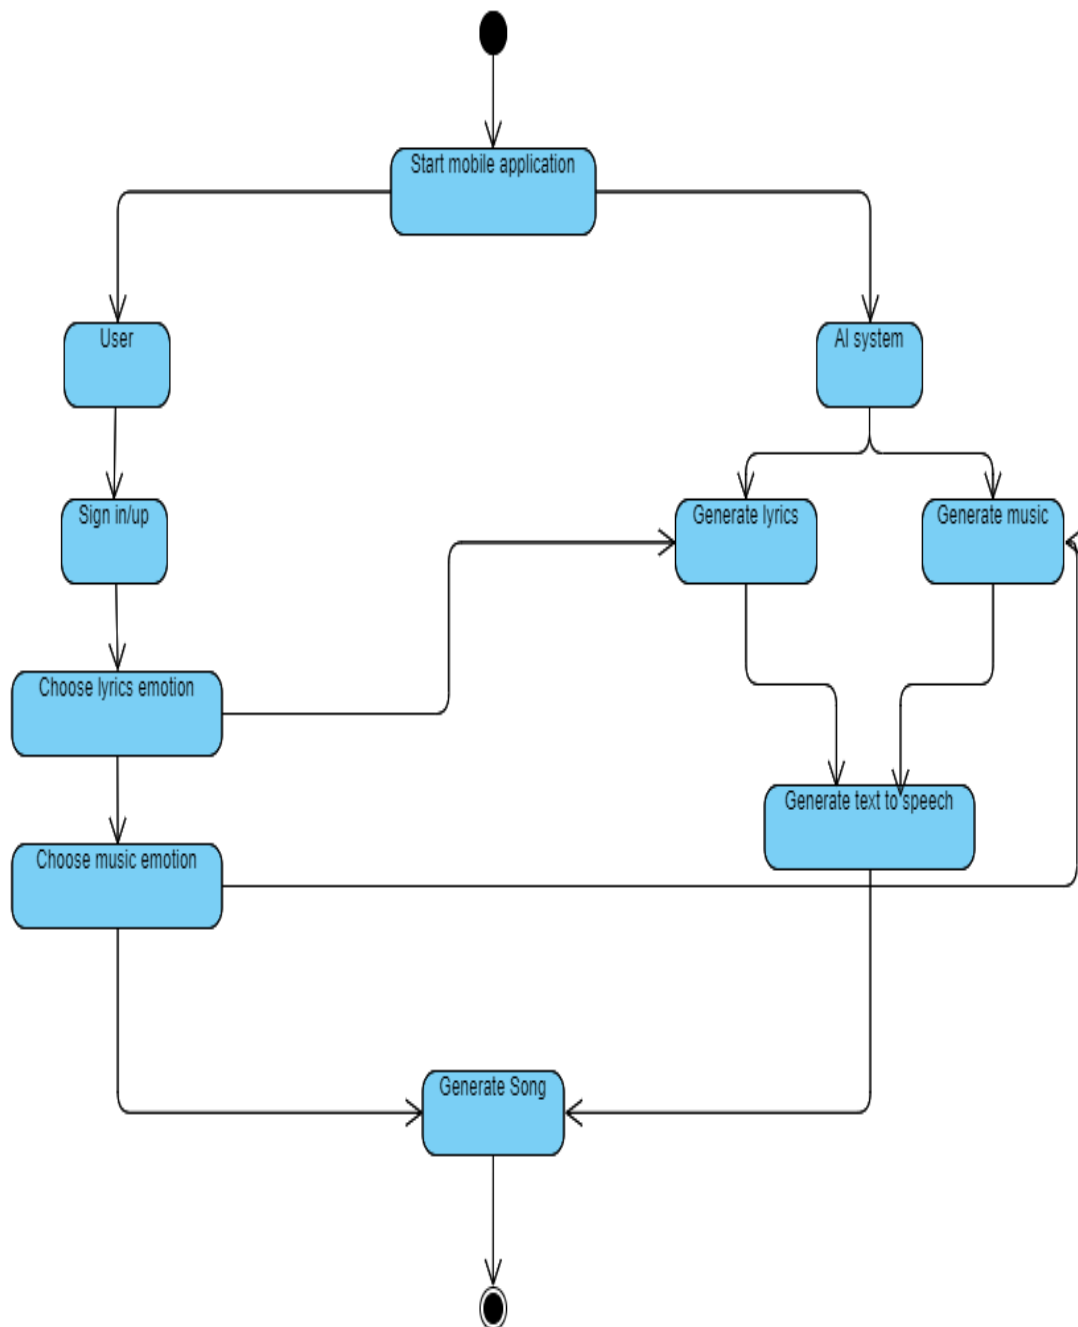 Start mobile application
User
AI system
Sign in/up
Generate lyrics
Generate music
Choose lyrics emotion
Generate text to speech
Choose music emotion
Generate Song